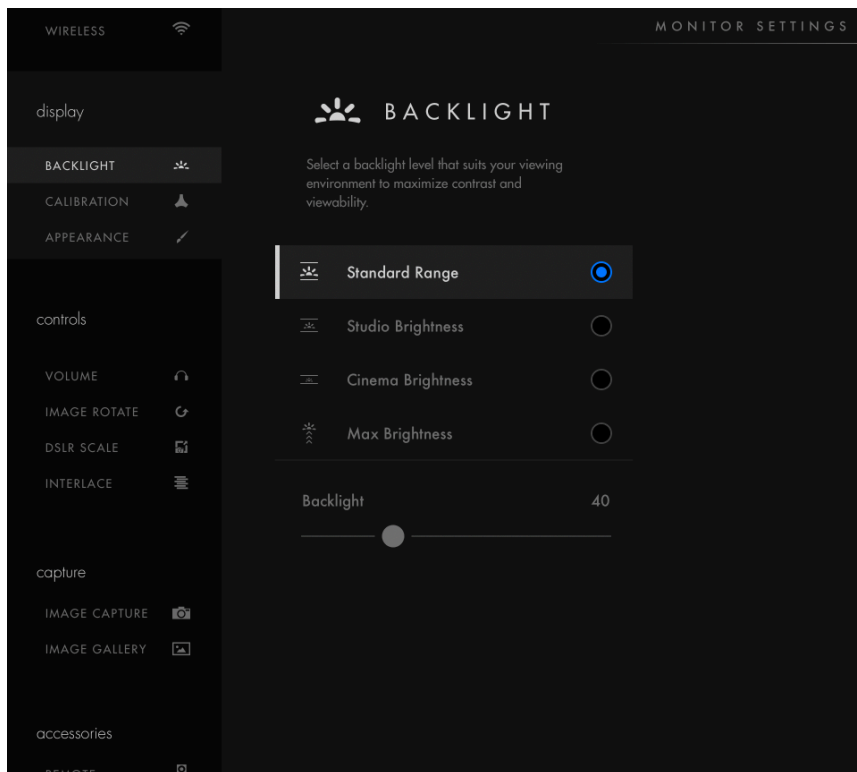 WIRELESS
MONITOR SETTINGS
display
BACKLIGHT
CALIBRATION
APPEARANCE
controls
VOLUME
IMAGE ROTATE
DSLR SCALE
INTERLACE
capture
IMAGE CAPTURE
IMAGE GALLERY
accessories
REMOTE
BACKLIGHT
Select a backlight level that suits your viewing
environment to maximize contrast and
viewability.
Standard Range
Studio Brightness
Cinema Brightness
Max Brightness
Backlight 40